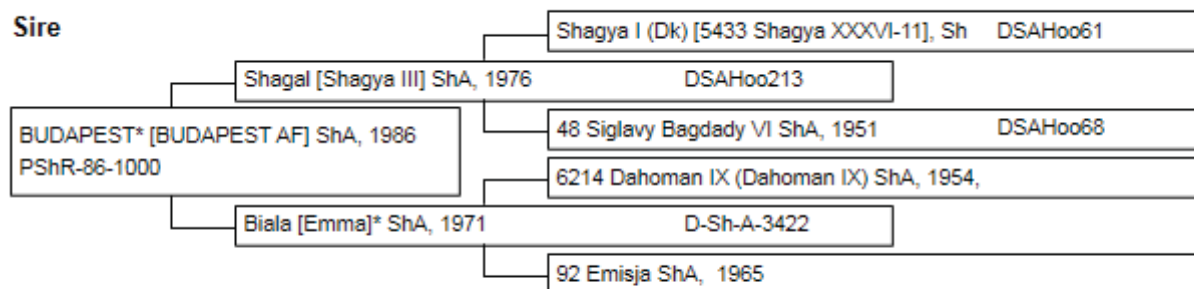 Sire
Shagya I (Dk) [5433 Shagya XXXVI-11], Sh DSAHoo61
Shagal [Shagya III] ShA, 1976 DSAHoo213
BUDAPEST* [BUDAPEST AF] ShA, 1986
PShR-86-1000
48 Siglavy Bagdady VI ShA, 1951 DSAHoo68
6214 Dahoman IX (Dahoman IX) ShA, 1954,
Biala [Emma]* ShA, 1971 D-Sh-A-3422
92 Emisja ShA, 1965